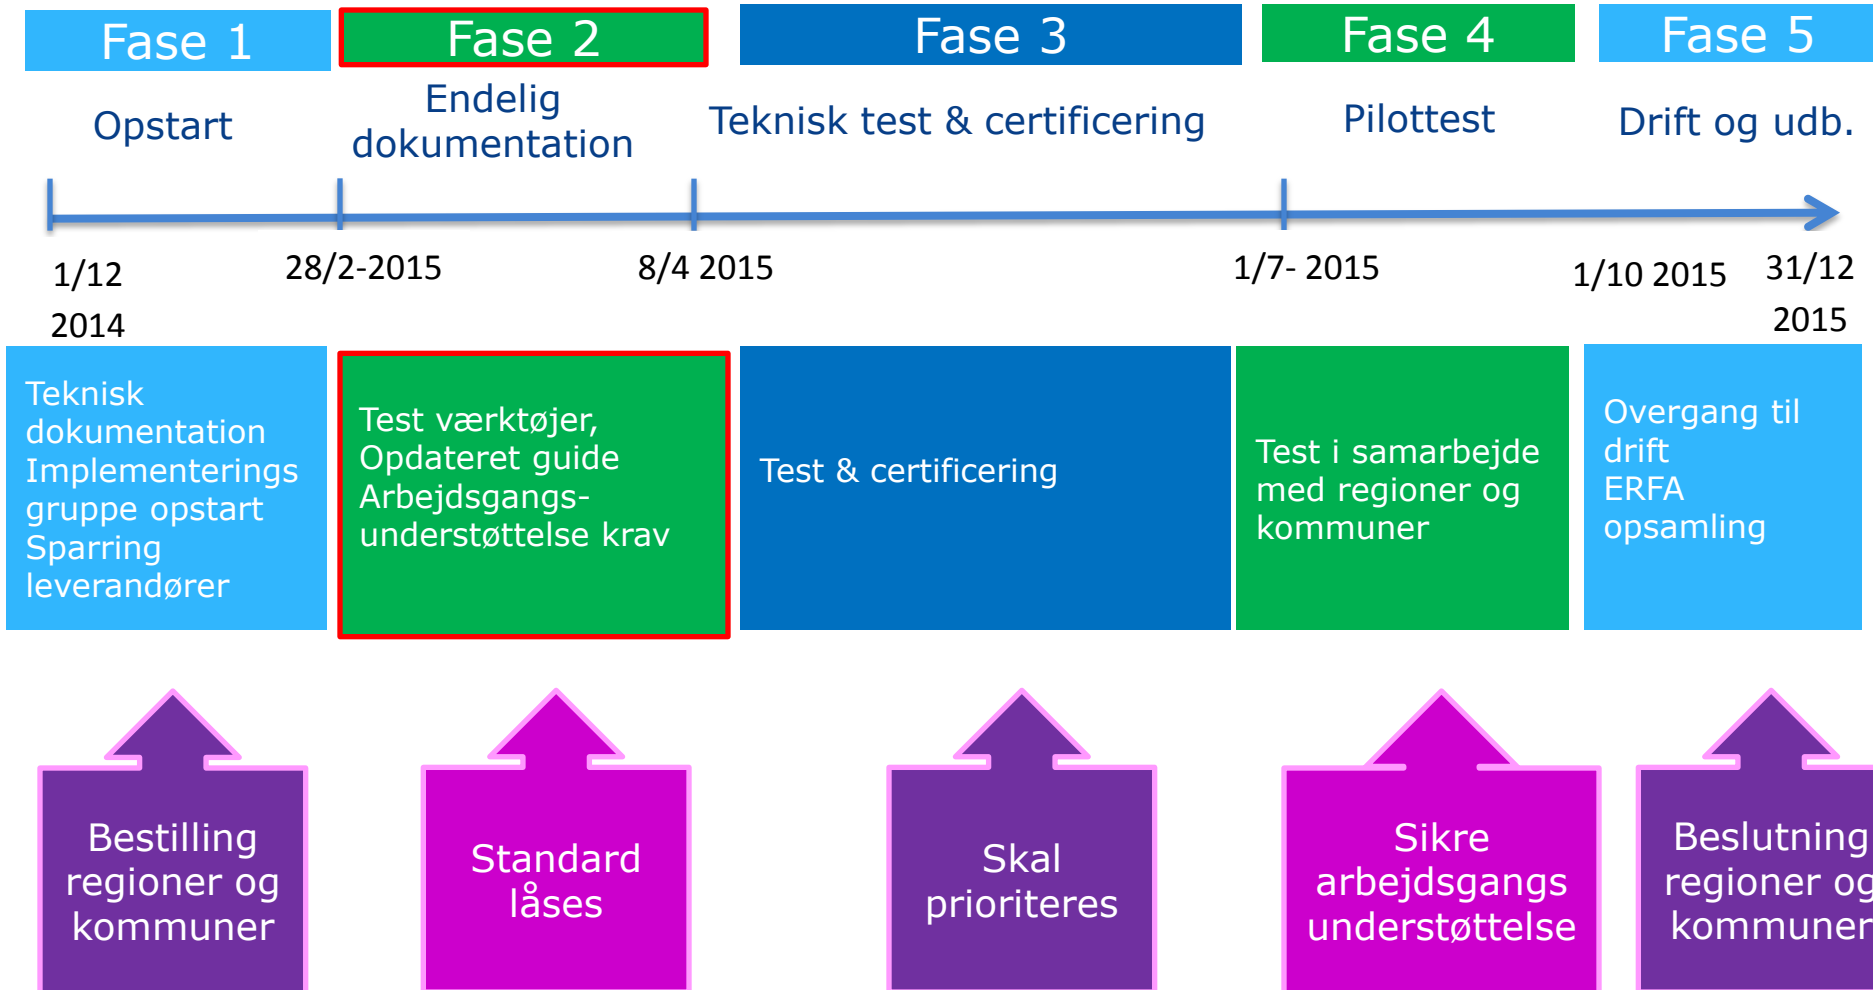 Fase 1
Fase 2
Fase 3
Fase 4
Fase 5
Opstart
Endelig
dokumentation
Teknisk test & certificering
Pilottest
Drift og udb.
1/12
2014
28/2-2015
8/4 2015
1/7- 2015
1/10 2015
31/12
2015
Teknisk
dokumentation
Implementerings
gruppe opstart
Sparring
leverandører
Test værktøjer,
Opdateret guide
Arbejdsgangs-
understøttelse krav
Test & certificering
Test i samarbejde
med regioner og
kommuner
Overgang til
drift
ERFA
opsamling
Bestilling
regioner og
kommuner
Standard
låses
Skal
prioriteres
Sikre
arbejdsgangs
understøttelse
Beslutning
regioner og
kommuner